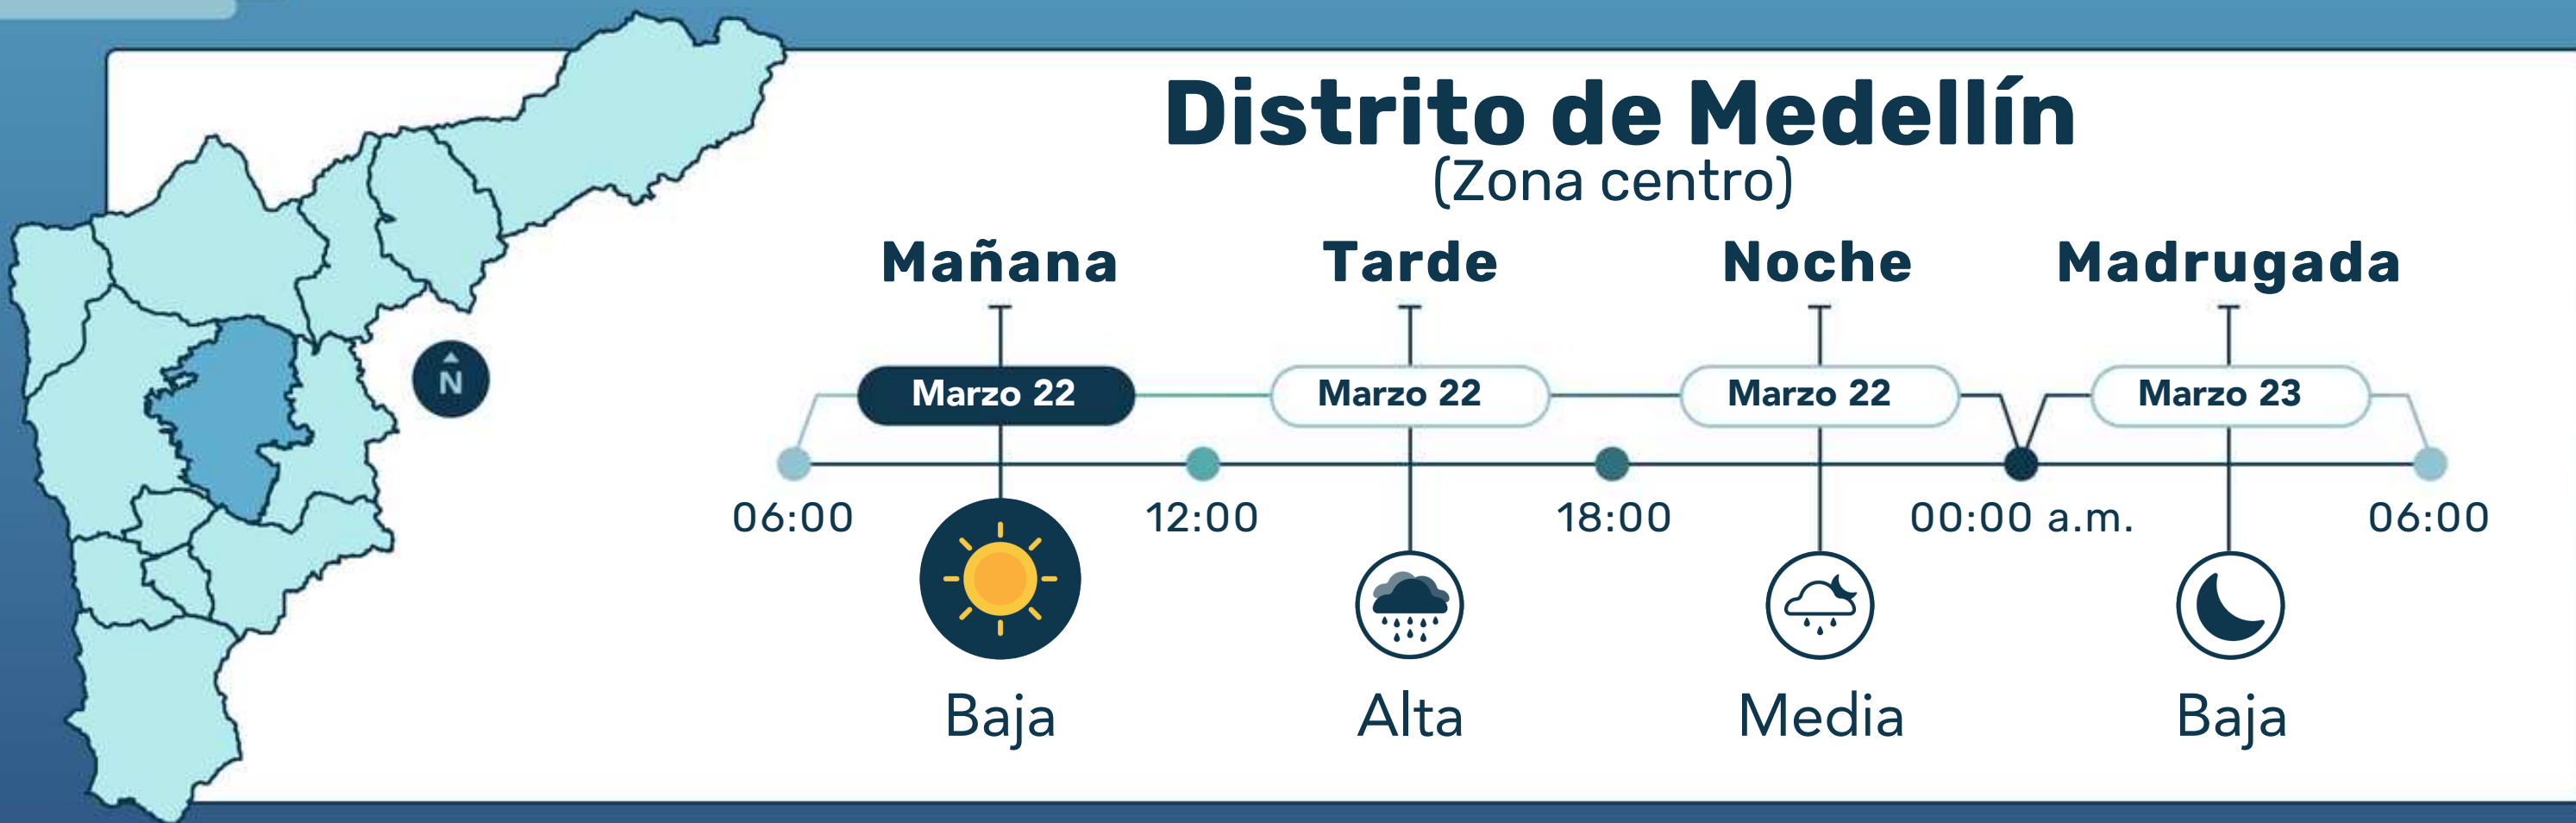 Distrito de Medellín
(Zona centro)
Mañana Tarde Noche Madrugada
Marzo 22 Marzo 22 Marzo 22 Marzo 23
N
06:00 12:00 18:00 00:00 a.m. 06:00
Baja Alta Media Baja